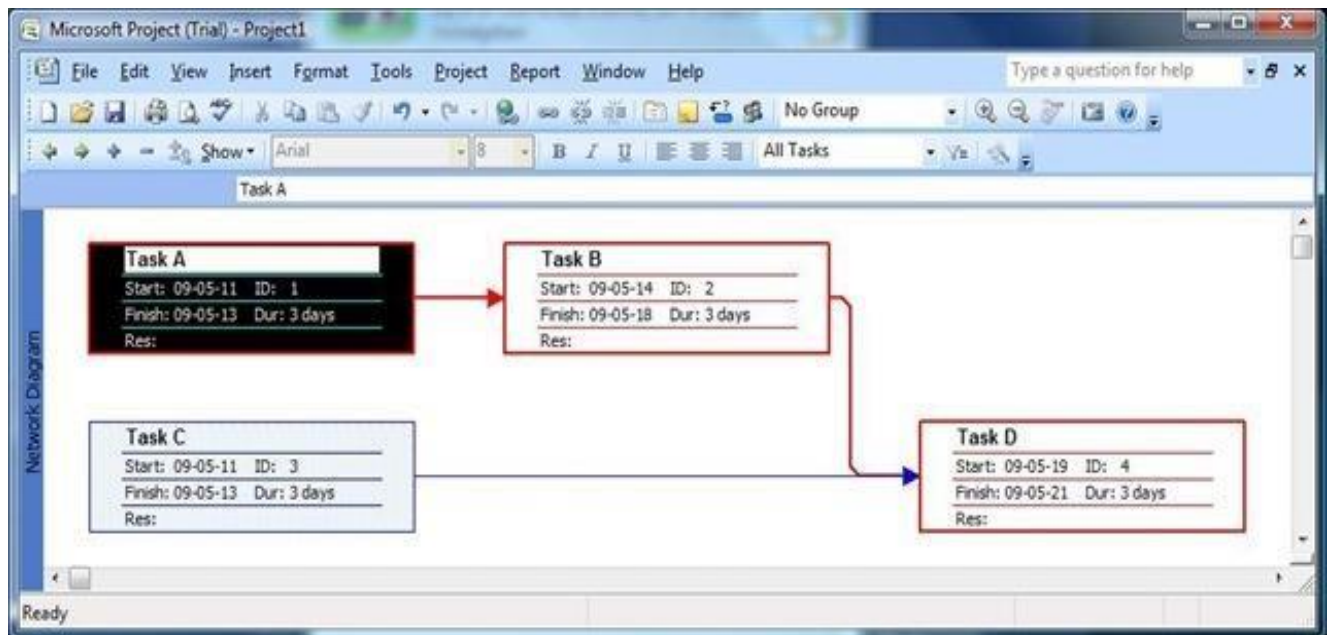 Microsoft Project (Trial) - Project1
File Edit View Insert Format Tools Project Report Window Help
Type a question for help
No Group
Show
Arial
8
B I U
All Tasks
Task A
Task A
Start: 09-05-11 ID: 1
Finish: 09-05-13 Dur: 3 days
Res:
Task B
Start: 09-05-14 ID: 2
Finish: 09-05-18 Dur: 3 days
Res:
Network Diagram
Task C
Start: 09-05-11 ID: 3
Finish: 09-05-13 Dur: 3 days
Res:
Task D
Start: 09-05-19 ID: 4
Finish: 09-05-21 Dur: 3 days
Res:
Ready